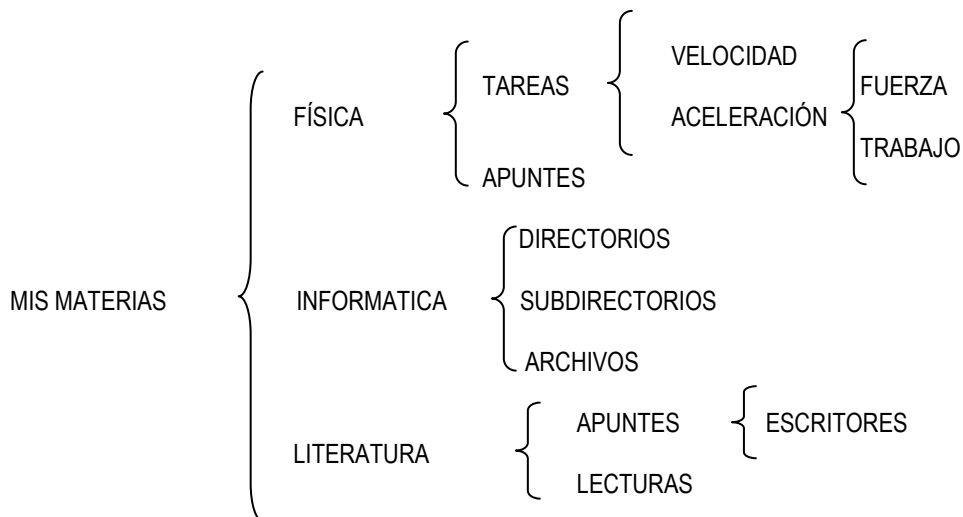 VELOCIDAD
TAREAS
FUERZA
FÍSICA
ACELERACIÓN
TRABAJO
APUNTES
DIRECTORIOS
MIS MATERIAS
INFORMATICA
SUBDIRECTORIOS
ARCHIVOS
APUNTES
ESCRITORES
LITERATURA
LECTURAS